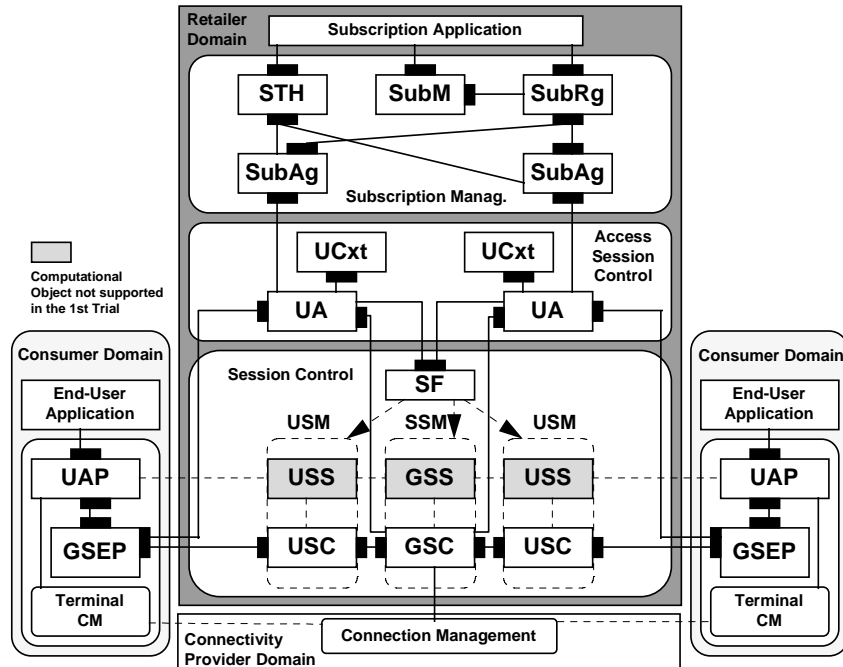 Retailer
Domain
Subscription Application
STH
SubM
SubRg
SubAg
SubAg
Subscription Manag.
UCxt
UCxt
Access
Session
Control
UA
UA
Computational
Object not supported
in the 1st Trial
Consumer Domain
End-User
Application
UAP
GSEP
Terminal
CM
Session Control
SF
USM
SSM
USM
USS
GSS
USS
USC
GSC
USC
Consumer Domain
End-User
Application
UAP
GSEP
Terminal
CM
Connection Management
Connectivity
Provider Domain